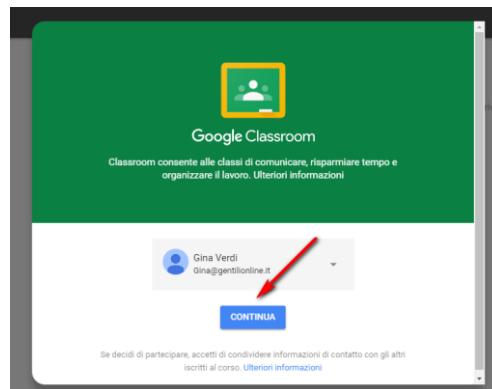 Google Classroom
Classroom consente alle classi di comunicare, risparmiare tempo e
organizzare il lavoro. Ulteriori informazioni
Gina Verdi
Gina@gentilionline.it
CONTINUA
Se decidi di partecipare, accetti di condividere informazioni di contatto con gli altri
iscritti al corso. Ulteriori informazioni